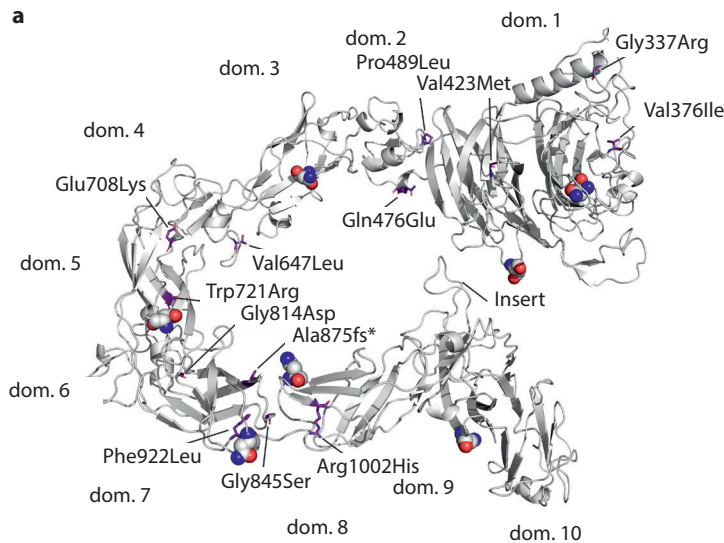 a
dom. 1
dom. 2
Gly337Arg
Pro489Leu
dom. 3
Val423Met
Val376Ile
dom. 4
Glu708Lys
Gln476Glu
Val647Leu
dom. 5
Trp721Arg
Insert
Gly814Asp
Ala875fs*
dom. 6
Phe922Leu
Arg1002His
Gly845Ser
dom. 9
dom. 7
dom. 8
dom. 10